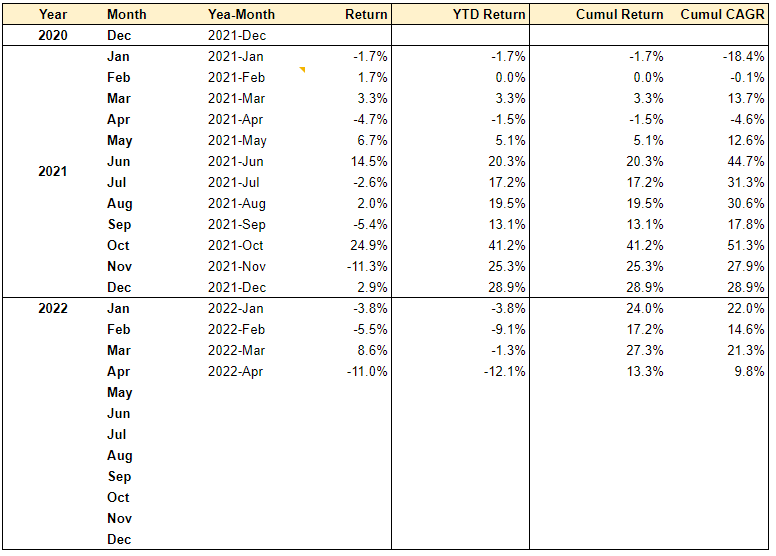 Year Month Yea-Month Return YTD Return Cumul Return Cumul CAGR
2020 Dec 2021-Dec
Jan 2021-Jan -1.7% -1.7% -1.7% -18.4%
Feb 2021-Feb 1.7% 0.0% 0.0% -0.1%
Mar 2021-Mar 3.3% 3.3% 3.3% 13.7%
Apr 2021-Apr -4.7% -1.5% -1.5% -4.6%
May 2021-May 6.7% 5.1% 5.1% 12.6%
Jun 2021-Jun 14.5% 20.3% 20.3% 44.7%
2021
Jul 2021-Jul -2.6% 17.2% 17.2% 31.3%
Aug 2021-Aug 2.0% 19.5% 19.5% 30.6%
Sep 2021-Sep -5.4% 13.1% 13.1% 17.8%
Oct 2021-Oct 24.9% 41.2% 41.2% 51.3%
Nov 2021-Nov -11.3% 25.3% 25.3% 27.9%
Dec 2021-Dec 2.9% 28.9% 28.9% 28.9%
2022 Jan 2022-Jan -3.8% -3.8% 24.0% 22.0%
Feb 2022-Feb -5.5% -9.1% 17.2% 14.6%
Mar 2022-Mar 8.6% -1.3% 27.3% 21.3%
Apr 2022-Apr -11.0% -12.1% 13.3% 9.8%
May
Jun
Jul
Aug
Sep
Oct
Nov
Dec